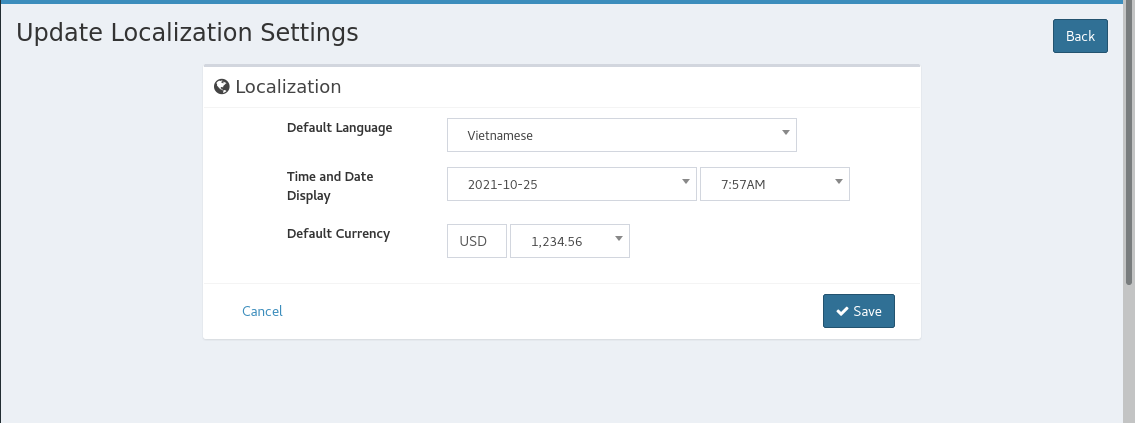 Update Localization Settings
Back
Localization
Default Language
Vietnamese
Time and Date
Display
2021-10-25
7:57AM
Default Currency
USD
1,234.56
Cancel
Save